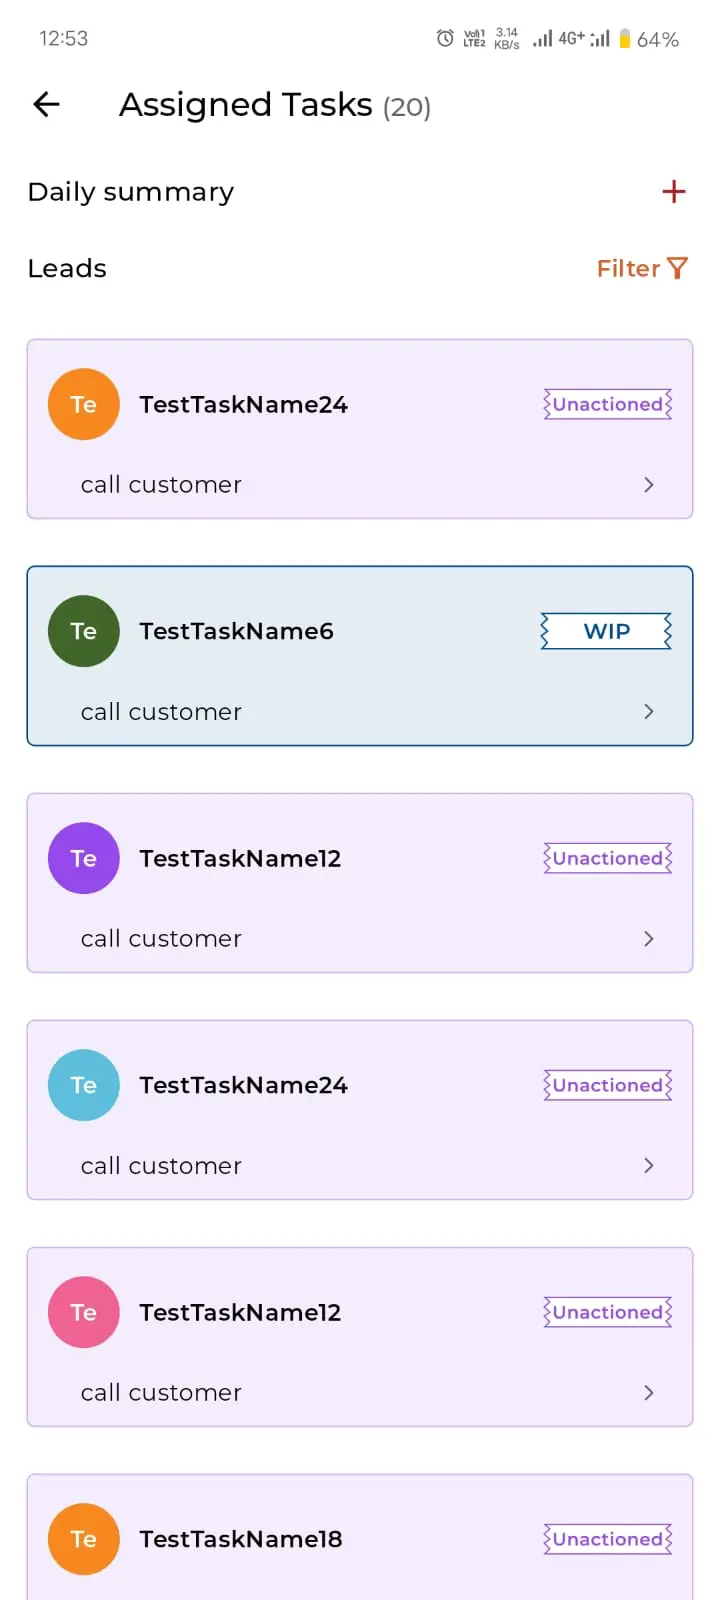 12:53
Vo))1 LTE2 3.14 KB/s 4G+ 64%
Assigned Tasks (20)
Daily summary
Leads Filter
Te TestTaskName24 Unactioned
call customer
Te TestTaskName6 WIP
call customer
Te TestTaskName12 Unactioned
call customer
Te TestTaskName24 Unactioned
call customer
Te TestTaskName12 Unactioned
call customer
Te TestTaskName18 Unactioned